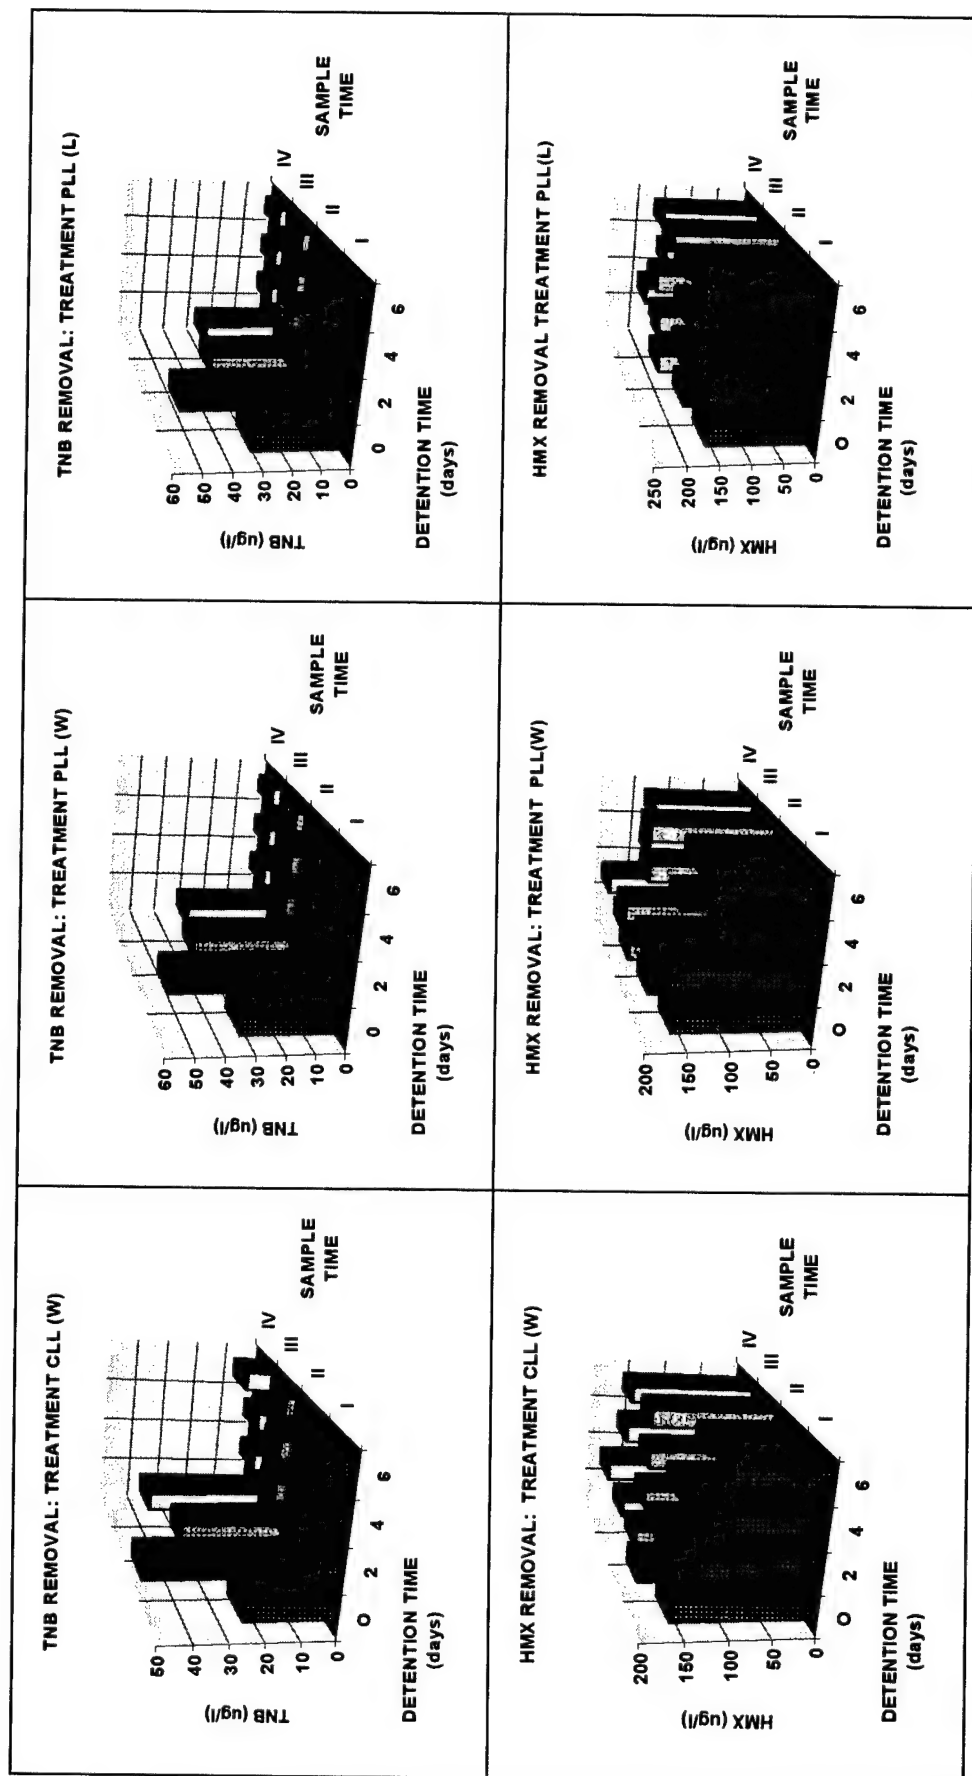 TNB REMOVAL: TREATMENT CLL (W)
TNB (ug/l)
50
40
30
20
10
0
O
2
4
6
DETENTION TIME
(days)
I
II
III
IV
SAMPLE
TIME
TNB REMOVAL: TREATMENT PLL (W)
TNB (ug/l)
60
50
40
30
20
10
0
0
2
4
6
DETENTION TIME
(days)
I
II
III
IV
SAMPLE
TIME
TNB REMOVAL: TREATMENT PLL (L)
TNB (ug/l)
60
50
40
30
20
10
0
0
2
4
6
DETENTION TIME
(days)
I
II
III
IV
SAMPLE
TIME
HMX REMOVAL: TREATMENT CLL (W)
HMX (ug/l)
200
150
100
50
0
O
2
4
6
DETENTION TIME
(days)
I
II
III
IV
SAMPLE
TIME
HMX REMOVAL: TREATMENT PLL(W)
HMX (ug/l)
200
150
100
50
0
O
2
4
6
DETENTION TIME
(days)
I
II
III
IV
SAMPLE
TIME
HMX REMOVAL TREATMENT PLL(L)
HMX (ug/l)
250
200
150
100
50
0
O
2
4
6
DETENTION TIME
(days)
I
II
III
IV
SAMPLE
TIME